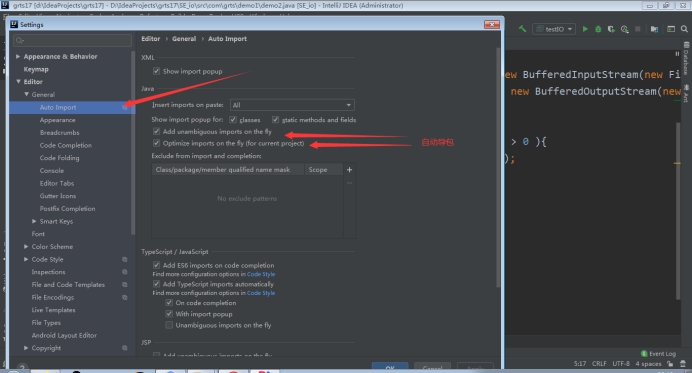 grts17 [d:\IdeaProjects\grts17] - D:\IdeaProjects\grts17\SE_io\src\com\grts\demo1\demo2.java [SE_io] - IntelliJ IDEA (Administrator)
Settings
testIO
Editor › General › Auto Import
Appearance & Behavior
Keymap
Editor
General
Auto Import
Appearance
Breadcrumbs
Code Completion
Code Folding
Console
Editor Tabs
Gutter Icons
Postfix Completion
Smart Keys
Font
Color Scheme
Code Style
Inspections
File and Code Templates
File Encodings
Live Templates
File Types
Android Layout Editor
Copyright
XML
Show import popup
Java
Insert imports on paste: All
Show import popup for: classes static methods and fields
Add unambiguous imports on the fly
Optimize imports on the fly (for current project)
自动导包
Exclude from import and completion:
Class/package/member qualified name mask Scope
No exclude patterns
TypeScript / JavaScript
Add ES6 imports on code completion
Find more configuration options in Code Style
Add TypeScript imports automatically
Find more configuration options in Code Style
On code completion
With import popup
Unambiguous imports on the fly
JSP
Add unambiguous imports on the fly
OK Cancel Apply
new BufferedInputStream(new Fi
new BufferedOutputStream(new
> 0 ){
);
Database
Ant
Event Log
5:17 CRLF UTF-8 4 spaces